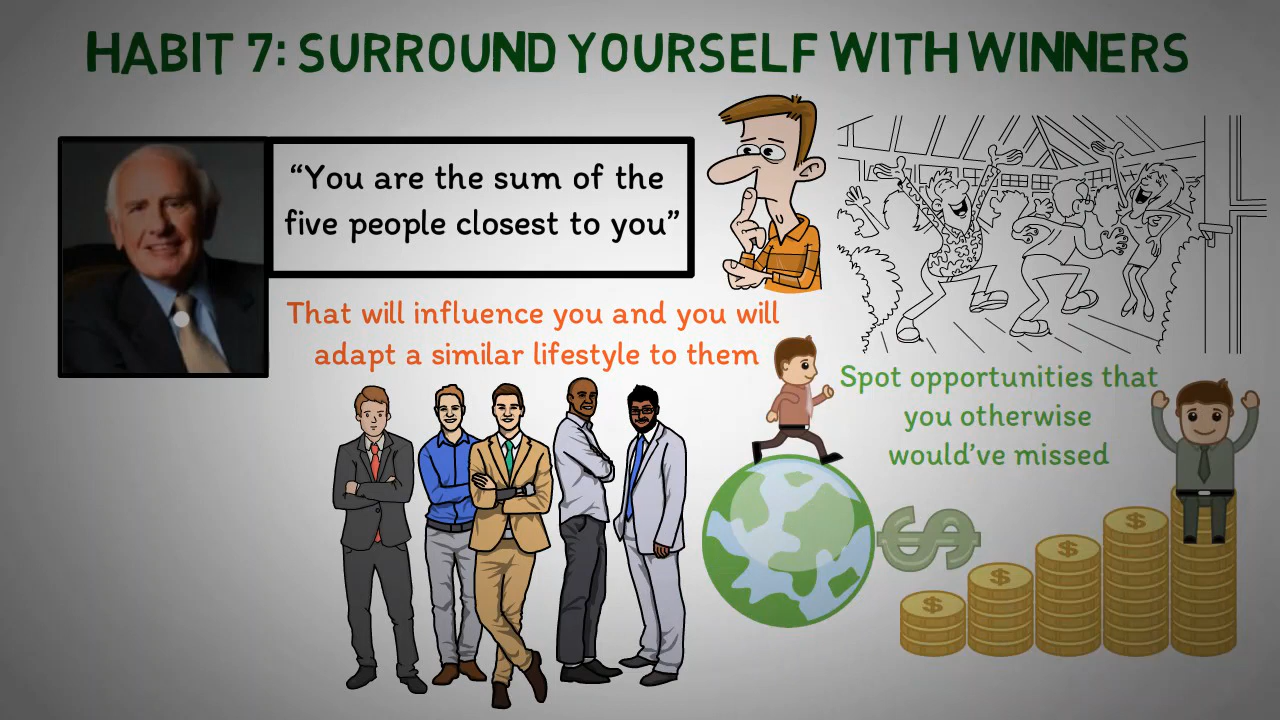 HABIT 7: SURROUND YOURSELF WITH WINNERS
“You are the sum of the
five people closest to you”
That will influence you and you will
adapt a similar lifestyle to them
Spot opportunities that
you otherwise
would’ve missed
$
$
$
$
$